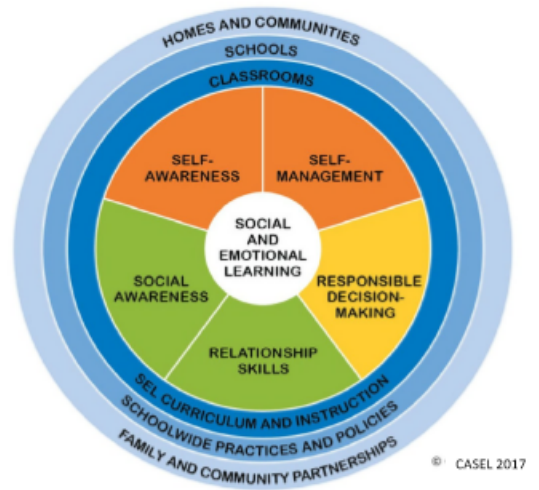 HOMES AND COMMUNITIES
SCHOOLS
CLASSROOMS
SELF-
AWARENESS
SELF-
MANAGEMENT
SOCIAL
AND
EMOTIONAL
LEARNING
SOCIAL
AWARENESS
RESPONSIBLE
DECISION-
MAKING
RELATIONSHIP
SKILLS
SEL CURRICULUM AND INSTRUCTION
SCHOOLWIDE PRACTICES AND POLICIES
FAMILY AND COMMUNITY PARTNERSHIPS
© CASEL 2017